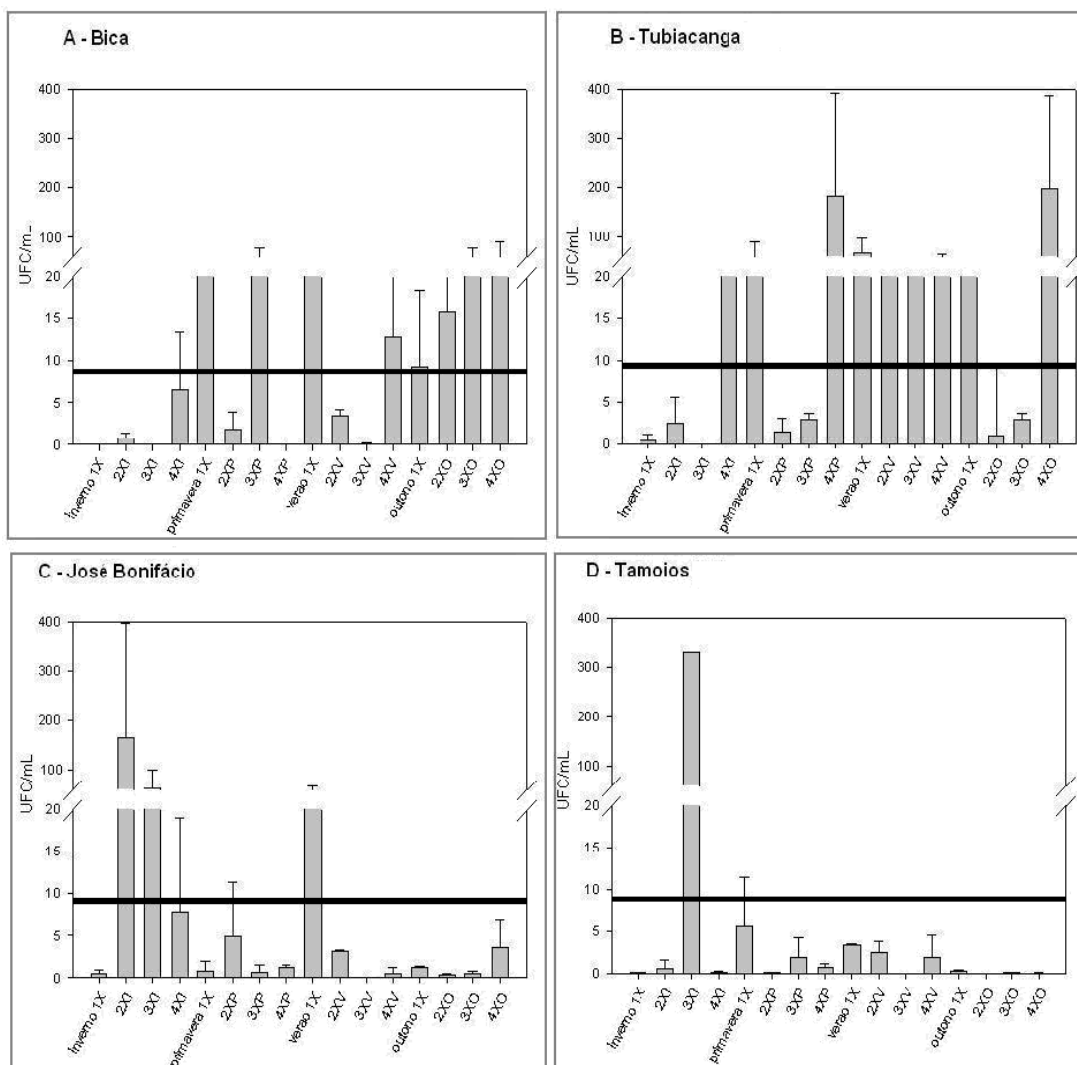 A - Bica
400
300
200
100
20
15
10
5
0
UFC/mL
Inverno 1X
2XI
3XI
4XI
primavera 1X
2XP
3XP
4XP
verao 1X
2XV
3XV
4XV
outono 1X
2XO
3XO
4XO
B - Tubiacanga
400
300
200
100
20
15
10
5
0
UFC/mL
Inverno 1X
2XI
3XI
4XI
primavera 1X
2XP
3XP
4XP
verao 1X
2XV
3XV
4XV
outono 1X
2XO
3XO
4XO
C - José Bonifácio
400
300
200
100
20
15
10
5
0
UFC/mL
Inverno 1X
2XI
3XI
4XI
primavera 1X
2XP
3XP
4XP
verao 1X
2XV
3XV
4XV
outono 1X
2XO
3XO
4XO
D - Tamoios
400
300
200
100
20
15
10
5
0
UFC/mL
Inverno 1X
2XI
3XI
4XI
primavera 1X
2XP
3XP
4XP
verao 1X
2XV
3XV
4XV
outono 1X
2XO
3XO
4XO